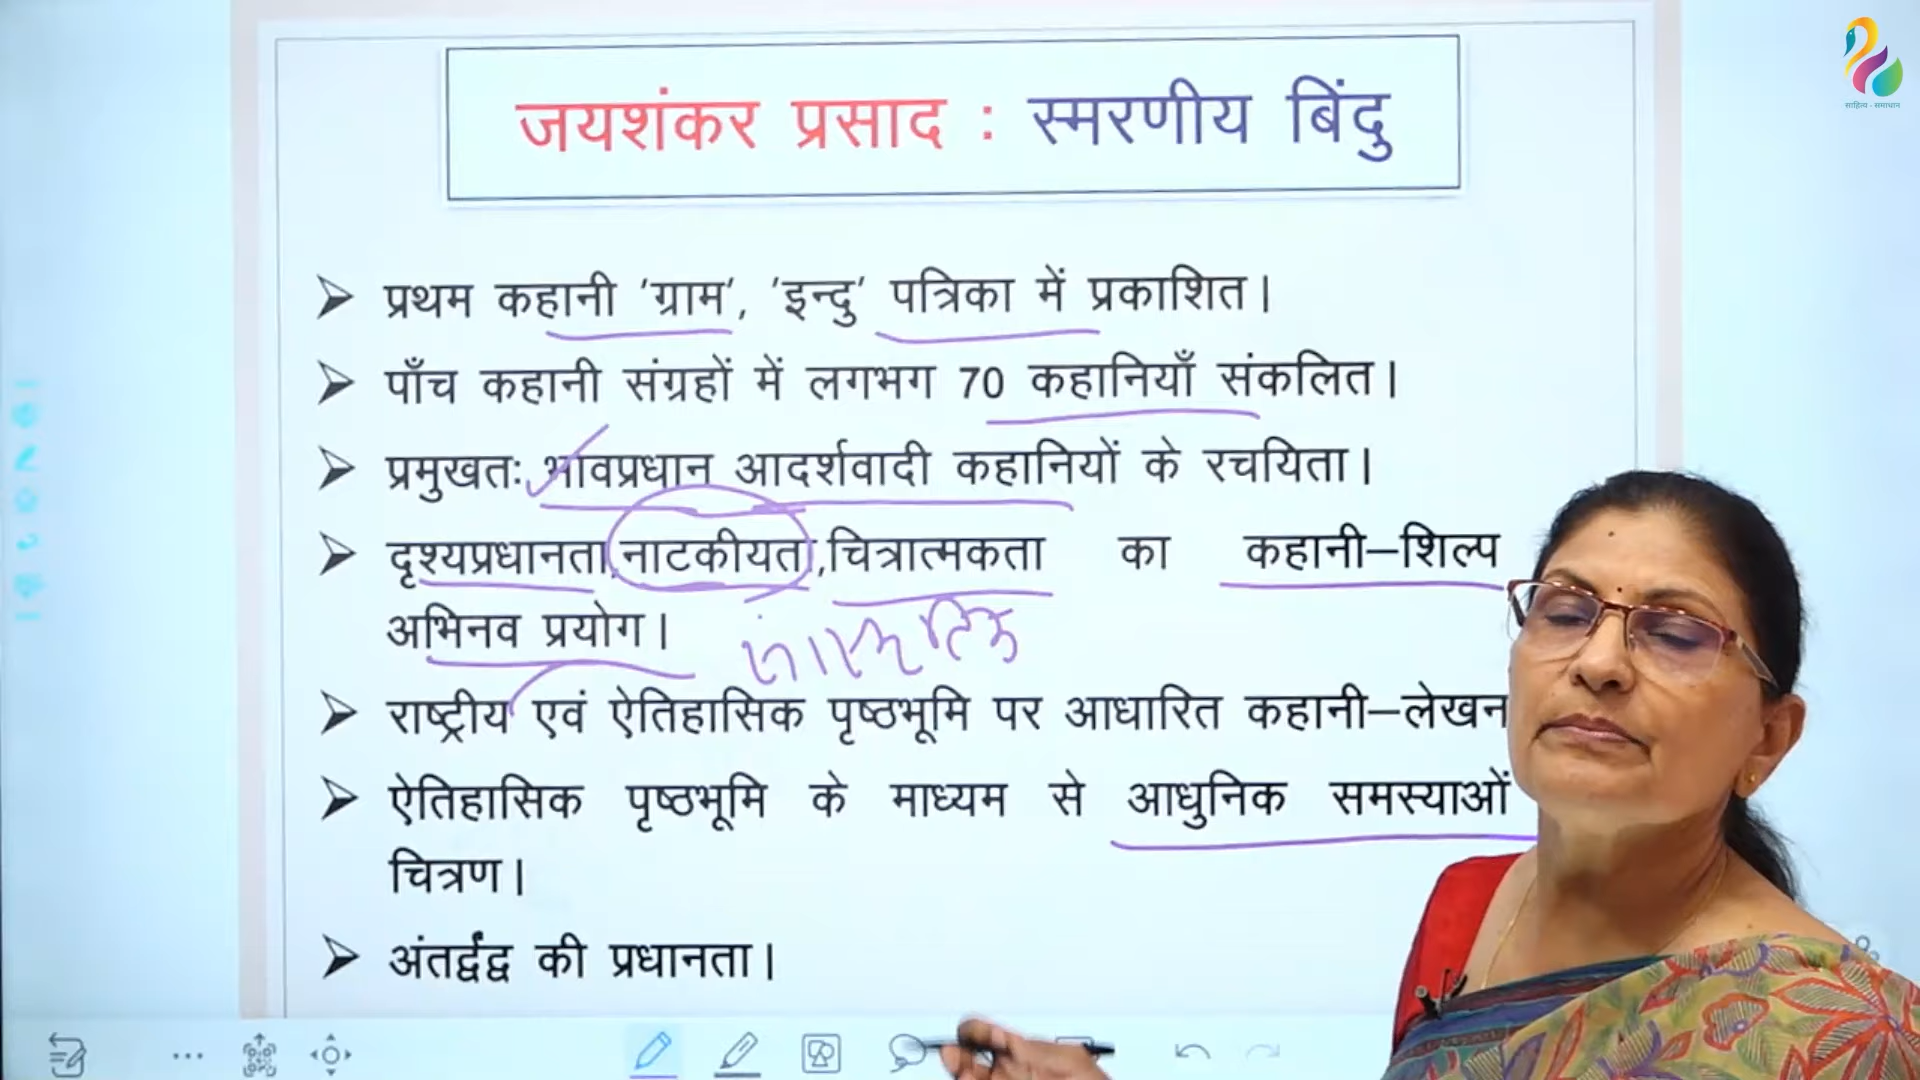 जयशंकर प्रसाद : स्मरणीय बिंदु
साहित्य - समाधान
प्रथम कहानी 'ग्राम', 'इन्दु' पत्रिका में प्रकाशित।
पाँच कहानी संग्रहों में लगभग 70 कहानियाँ संकलित।
प्रमुखतः भावप्रधान आदर्शवादी कहानियों के रचयिता।
दृश्यप्रधानता, नाटकीयता, चित्रात्मकता का कहानी–शिल्प
अभिनव प्रयोग।
सांस्कृतिक
राष्ट्रीय एवं ऐतिहासिक पृष्ठभूमि पर आधारित कहानी–लेखन
ऐतिहासिक पृष्ठभूमि के माध्यम से आधुनिक समस्याओं
चित्रण।
अंतर्द्वंद्व की प्रधानता।